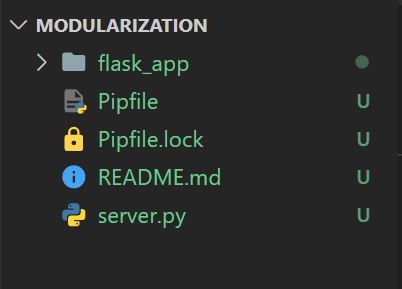 MODULARIZATION
flask_app
Pipfile U
Pipfile.lock U
README.md U
server.py U